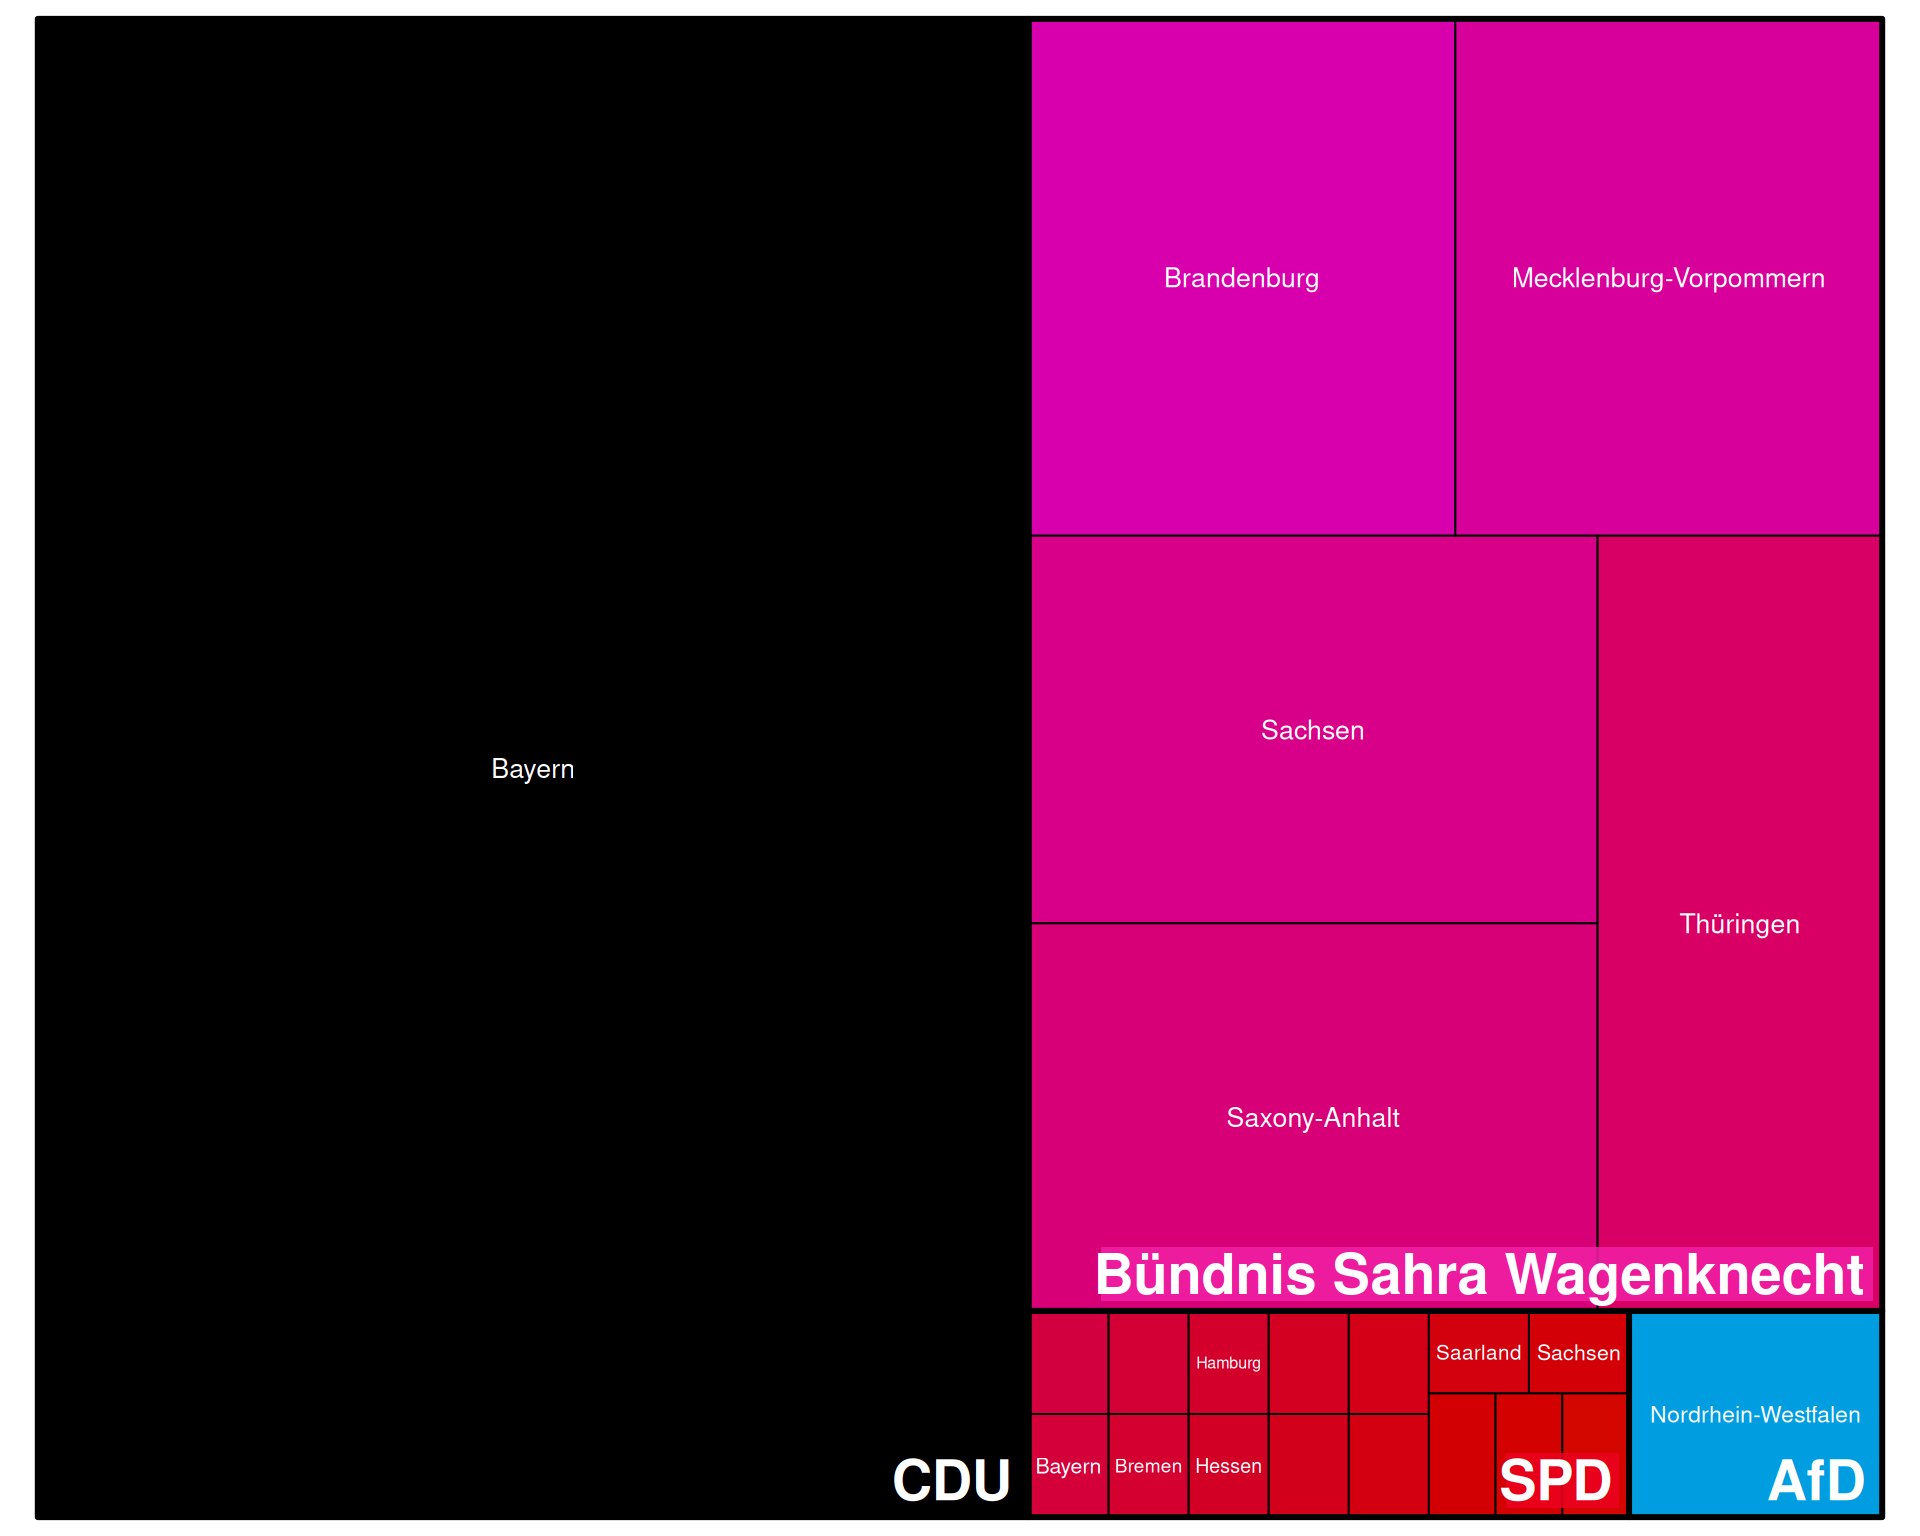 Brandenburg
Mecklenburg-Vorpommern
Sachsen
Bayern
Thüringen
Saxony-Anhalt
Bündnis Sahra Wagenknecht
Hamburg
Saarland
Sachsen
Nordrhein-Westfalen
Bayern
Bremen
Hessen
CDU
SPD
AfD